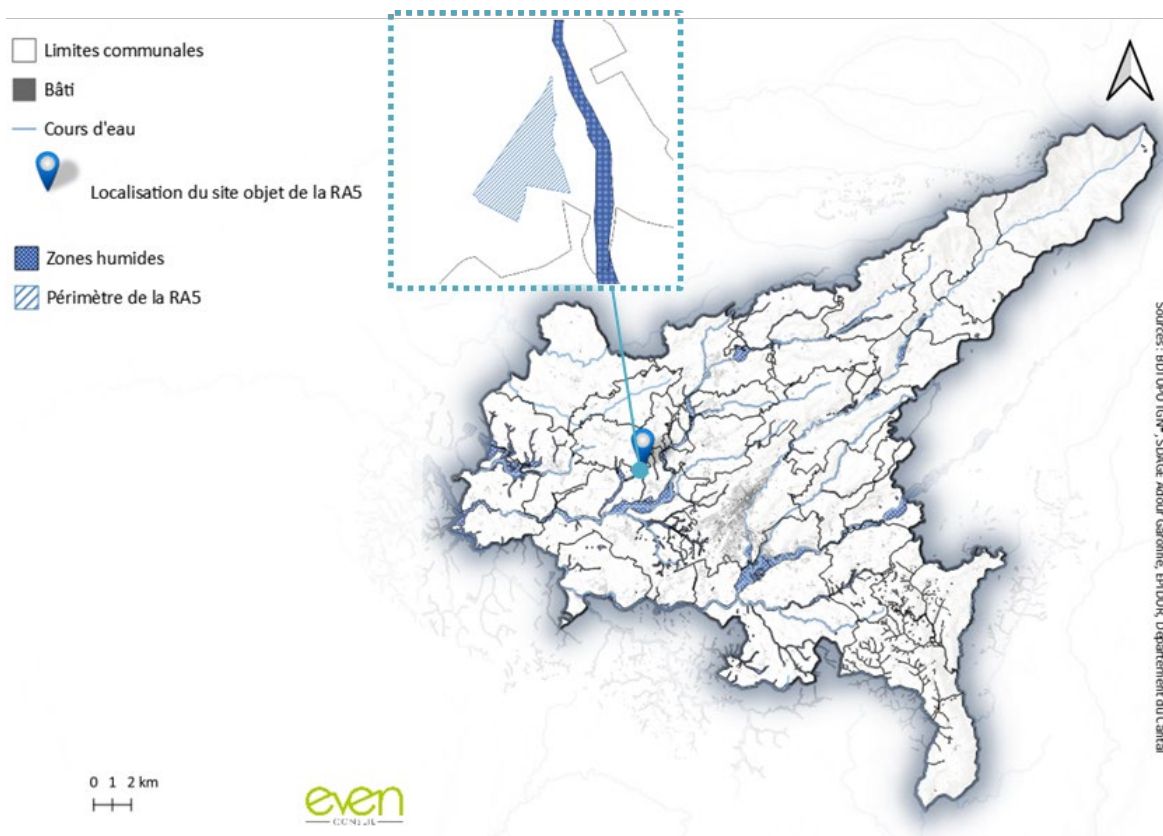 Limites communales
Bâti
Cours d'eau
Localisation du site objet de la RA5
Zones humides
Périmètre de la RA5
0 1 2 km
even
CONSEIL
Sources : BDTOPO IGN , SDAGE Adour Garonne, EPIDOR, Département du Cantal